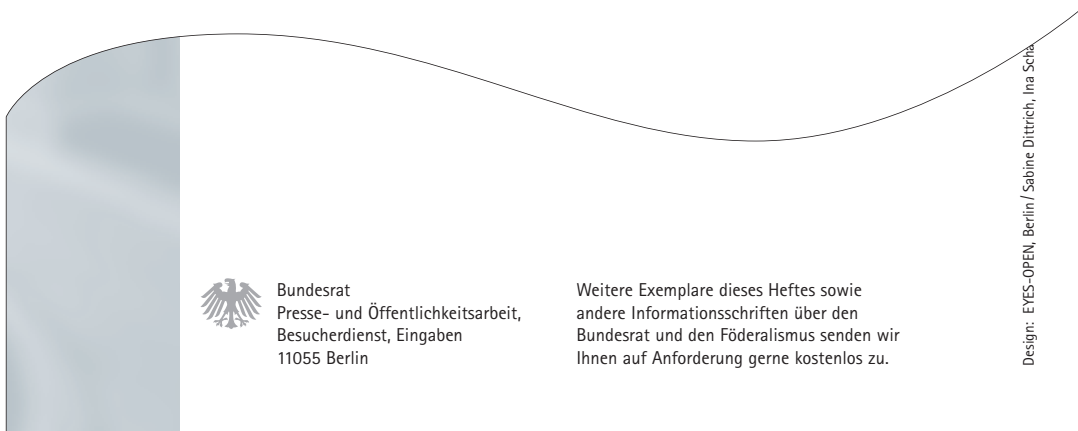 Bundesrat
Presse- und Öffentlichkeitsarbeit,
Besucherdienst, Eingaben
11055 Berlin
Weitere Exemplare dieses Heftes sowie
andere Informationsschriften über den
Bundesrat und den Föderalismus senden wir
Ihnen auf Anforderung gerne kostenlos zu.
Design: EYES-OPEN, Berlin / Sabine Dittrich, Ina